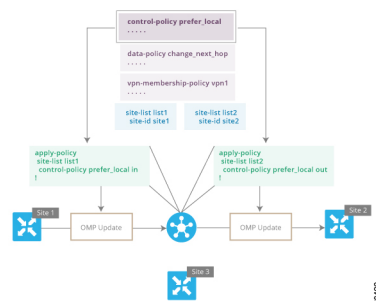 control-policy prefer_local
. . . . .
data-policy change_next_hop
. . . . .
vpn-membership-policy vpn1
. . . . .
site-list list1
site-id site1
site-list list2
site-id site2
apply-policy
site-list list1
control-policy prefer_local in
!
apply-policy
site-list list2
control-policy prefer_local out
!
Site 1
OMP Update
OMP Update
Site 2
Site 3